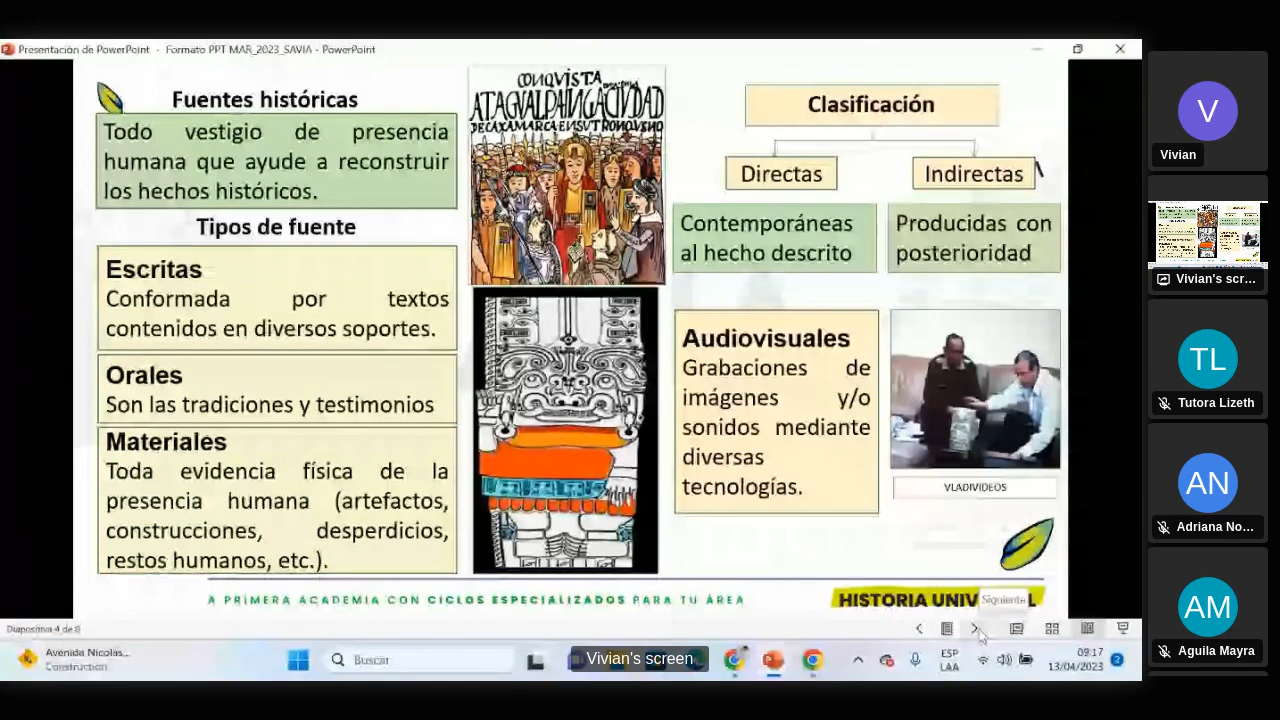 Presentación de PowerPoint - Formato PPT MAR_2023_SAVIA - PowerPoint
Fuentes históricas
Todo vestigio de presencia
humana que ayude a reconstruir
los hechos históricos.
Tipos de fuente
Escritas
Conformada por textos
contenidos en diversos soportes.
Orales
Son las tradiciones y testimonios
Materiales
Toda evidencia física de la
presencia humana (artefactos,
construcciones, desperdicios,
restos humanos, etc.).
CONQVISTA
Clasificación
Directas
Indirectas
Contemporáneas
al hecho descrito
Producidas con
posterioridad
Audiovisuales
Grabaciones de
imágenes y/o
sonidos mediante
diversas
tecnologías.
VLADIVIDEOS
A PRIMERA ACADEMIA CON CICLOS ESPECIALIZADOS PARA TU ÁREA
HISTORIA UNIV L
Siguiente
Diapositiva 4 de 8
Avenida Nicolás...
Construction
Buscar
Vivian's screen
ESP
LAA
09:17
13/04/2023
2
V
Vivian
Vivian's scr...
TL
Tutora Lizeth
AN
Adriana No...
AM
Aguila Mayra